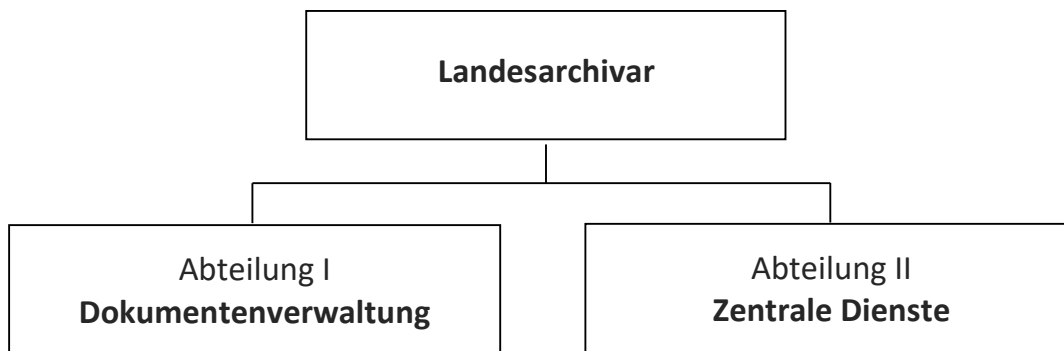 Landesarchivar
Abteilung I
Dokumentenverwaltung
Abteilung II
Zentrale Dienste